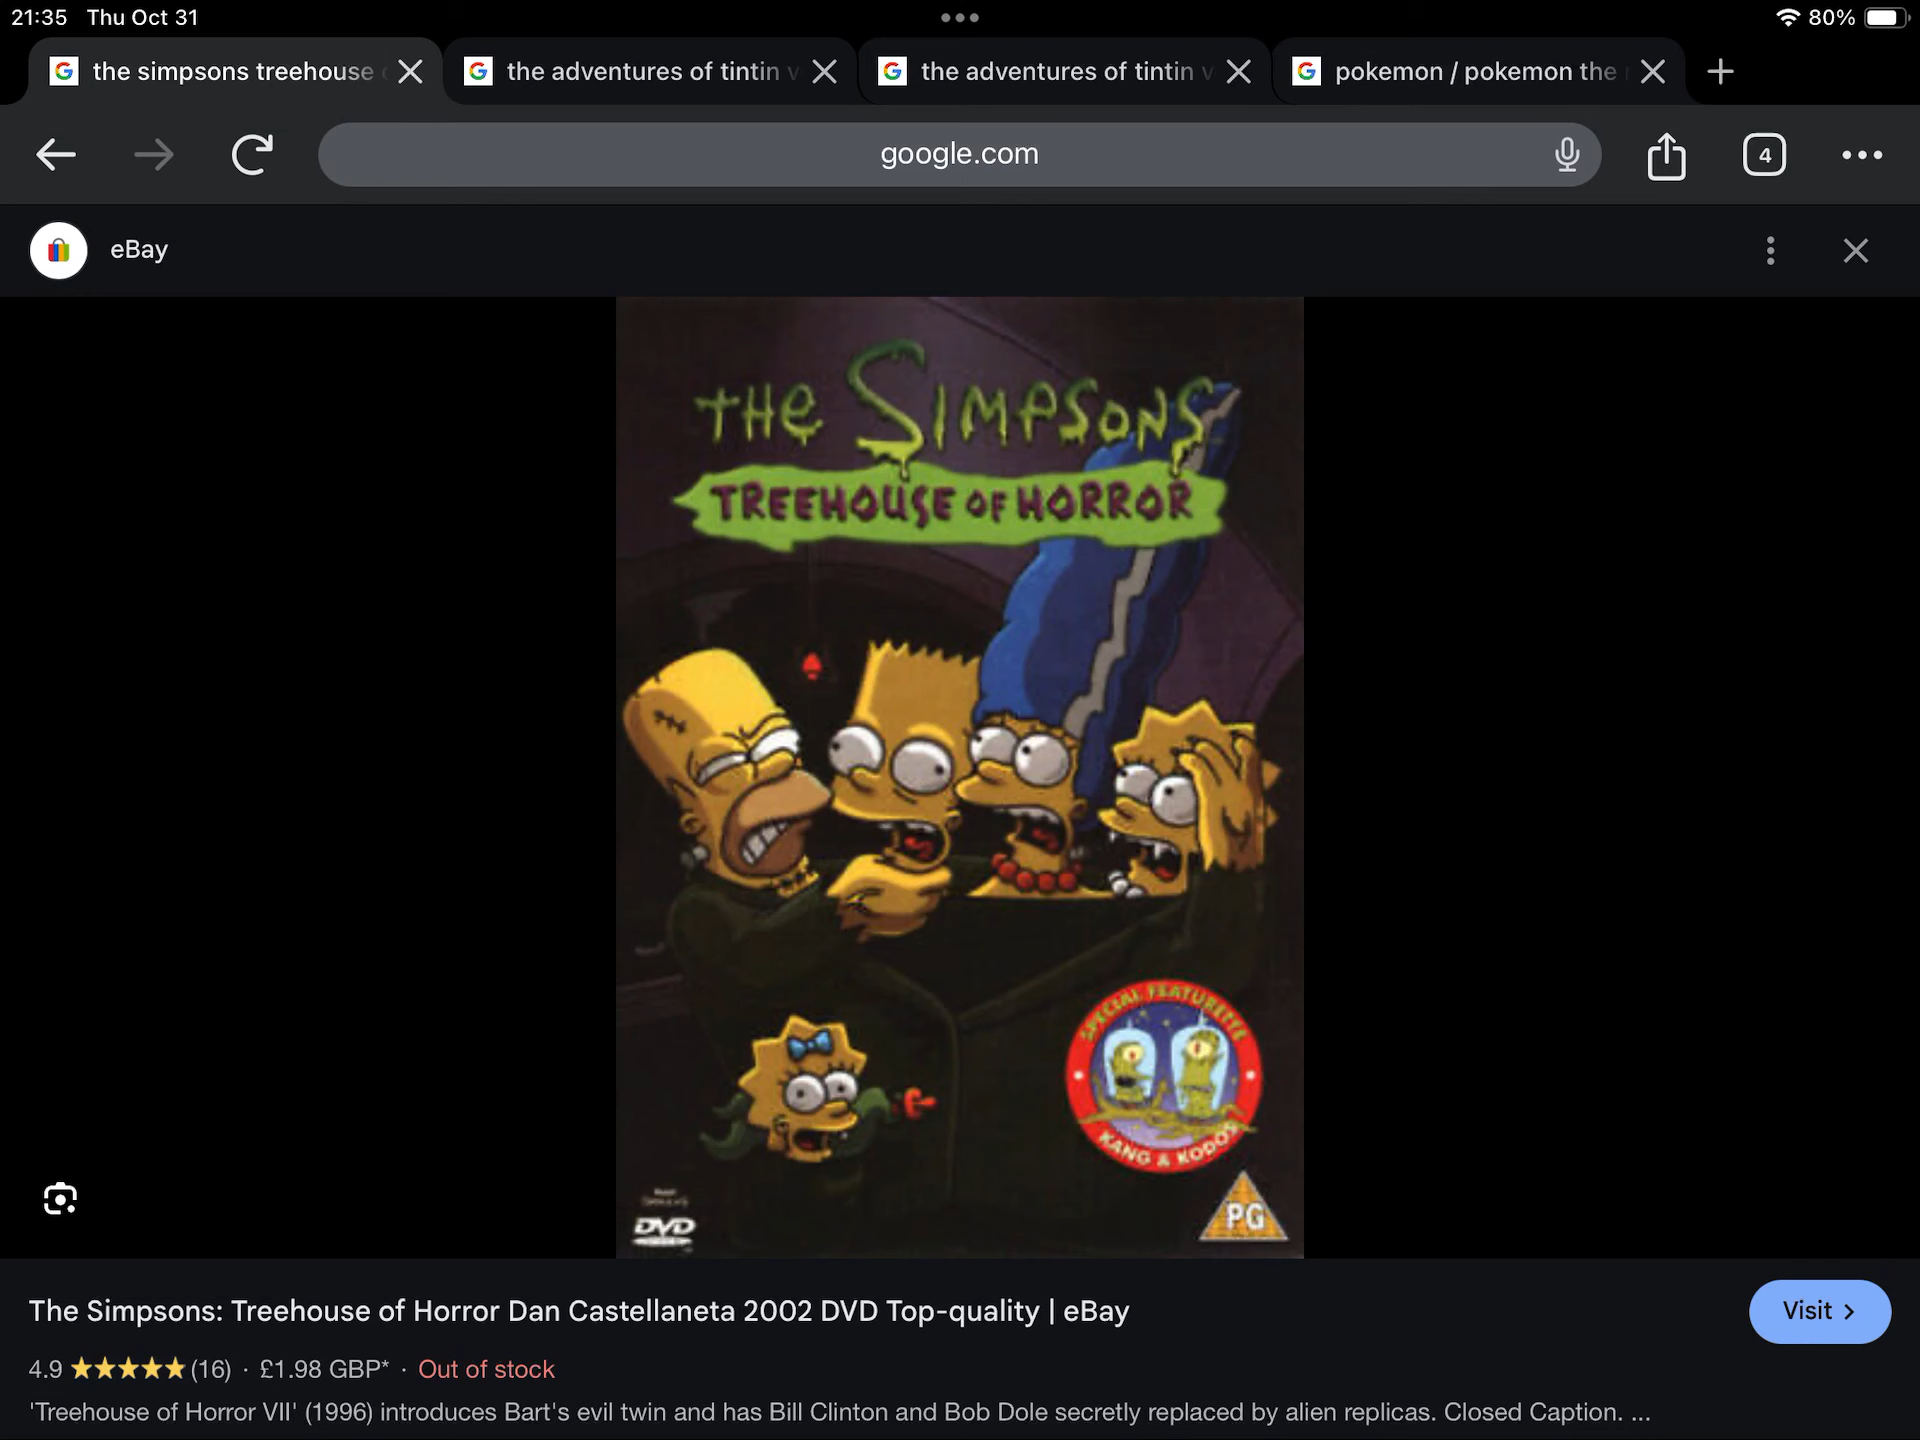 21:35 Thu Oct 31
80%
the simpsons treehouse
the adventures of tintin v
the adventures of tintin v
pokemon / pokemon the
google.com
4
eBay
THE SIMPSONS
TREEHOUSE OF HORROR
SPECIAL FEATURETTE
KANG & KODOS
DVD
PG
The Simpsons: Treehouse of Horror Dan Castellaneta 2002 DVD Top-quality | eBay
Visit >
4.9 ★★★★★ (16) · £1.98 GBP* · Out of stock
'Treehouse of Horror VII' (1996) introduces Bart's evil twin and has Bill Clinton and Bob Dole secretly replaced by alien replicas. Closed Caption. ...